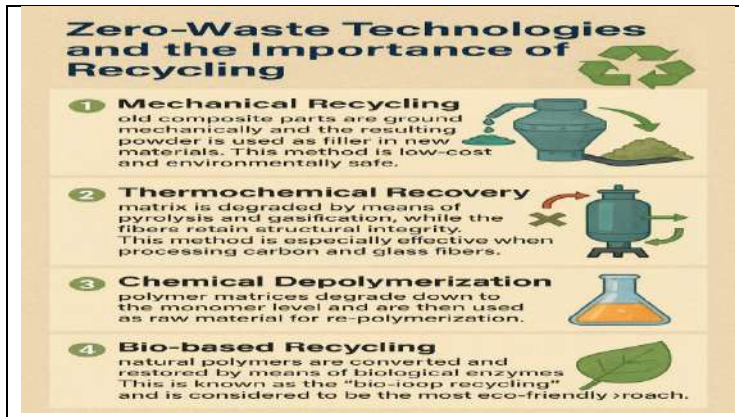 Zero-Waste Technologies
and the Importance of
Recycling
1 Mechanical Recycling
old composite parts are ground
mechanically and the resulting
powder is used as filler in new
materials. This method is low-cost
and environmentally safe.
2 Thermochemical Recovery
matrix is degraded by means of
pyrolysis and gasification, while the
fibers retain structural integrity.
This method is especially effective when
processing carbon and glass fibers.
3 Chemical Depolymerization
polymer matrices degrade down to
the monomer level and are then used
as raw material for re-polymerization.
4 Bio-based Recycling
natural polymers are converted and
restored by means of biological enzymes
This is known as the "bio-ioop recycling"
and is considered to be the most eco-friendly ›roach.